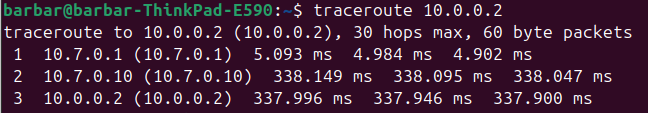 barbar@barbar-ThinkPad-E590:~$ traceroute 10.0.0.2
traceroute to 10.0.0.2 (10.0.0.2), 30 hops max, 60 byte packets
 1  10.7.0.1 (10.7.0.1)  5.093 ms  4.984 ms  4.902 ms
 2  10.7.0.10 (10.7.0.10)  338.149 ms  338.095 ms  338.047 ms
 3  10.0.0.2 (10.0.0.2)  337.996 ms  337.946 ms  337.900 ms